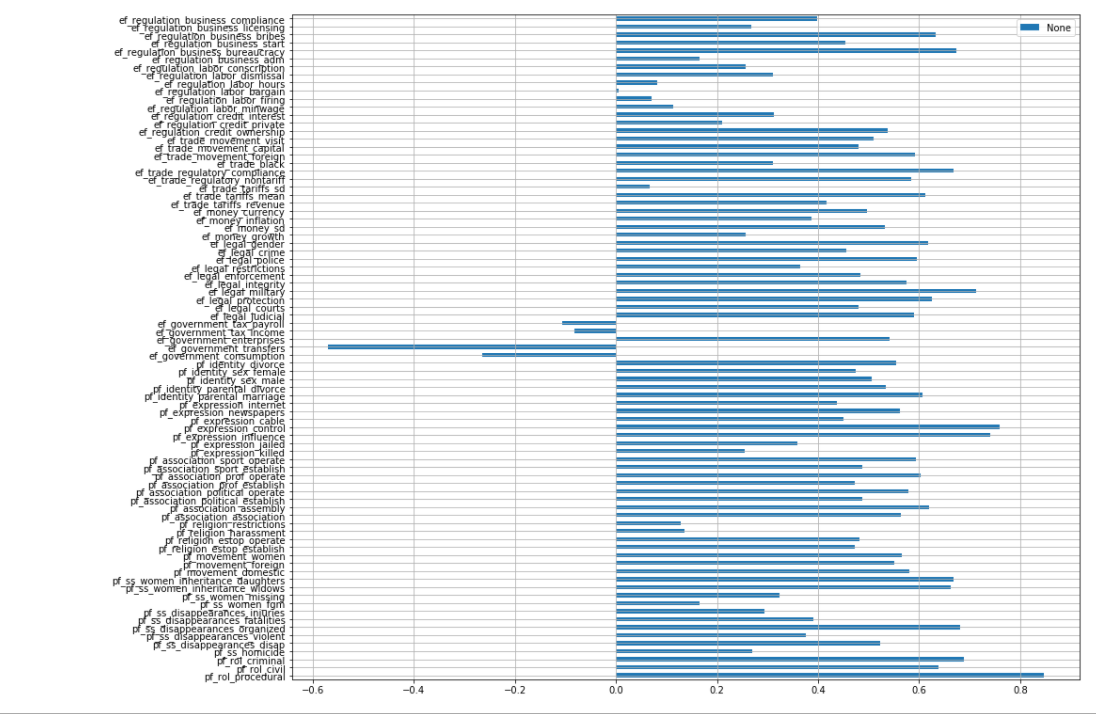 ef_regulation_business_compliance
ef_regulation_business_licensing
ef_regulation_business_bribes
ef_regulation_business_start
ef_regulation_business_bureaucracy
ef_regulation_business_adm
ef_regulation_labor_conscription
ef_regulation_labor_dismissal
ef_regulation_labor_hours
ef_regulation_labor_bargain
ef_regulation_labor_firing
ef_regulation_labor_minwage
ef_regulation_credit_interest
ef_regulation_credit_private
ef_regulation_credit_ownership
ef_trade_movement_visit
ef_trade_movement_capital
ef_trade_movement_foreign
ef_trade_black
ef_trade_regulatory_compliance
ef_trade_regulatory_nontariff
ef_trade_tariffs_sd
ef_trade_tariffs_mean
ef_trade_tariffs_revenue
ef_money_currency
ef_money_inflation
ef_money_sd
ef_money_growth
ef_legal_gender
ef_legal_crime
ef_legal_police
ef_legal_restrictions
ef_legal_enforcement
ef_legal_integrity
ef_legal_military
ef_legal_protection
ef_legal_courts
ef_legal_judicial
ef_government_tax_payroll
ef_government_tax_income
ef_government_enterprises
ef_government_transfers
ef_government_consumption
pf_identity_divorce
pf_identity_sex_female
pf_identity_sex_male
pf_identity_parental_divorce
pf_identity_parental_marriage
pf_expression_internet
pf_expression_newspapers
pf_expression_cable
pf_expression_control
pf_expression_influence
pf_expression_jailed
pf_expression_killed
pf_association_sport_operate
pf_association_sport_establish
pf_association_prof_operate
pf_association_prof_establish
pf_association_political_operate
pf_association_political_establish
pf_association_assembly
pf_association_association
pf_religion_restrictions
pf_religion_harassment
pf_religion_estop_operate
pf_religion_estop_establish
pf_movement_women
pf_movement_foreign
pf_movement_domestic
pf_ss_women_inheritance_daughters
pf_ss_women_inheritance_widows
pf_ss_women_missing
pf_ss_women_fgm
pf_ss_disappearances_injuries
pf_ss_disappearances_fatalities
pf_ss_disappearances_organized
pf_ss_disappearances_violent
pf_ss_disappearances_disap
pf_ss_homicide
pf_rol_criminal
pf_rol_civil
pf_rol_procedural
None
−0.6 −0.4 −0.2 0.0 0.2 0.4 0.6 0.8